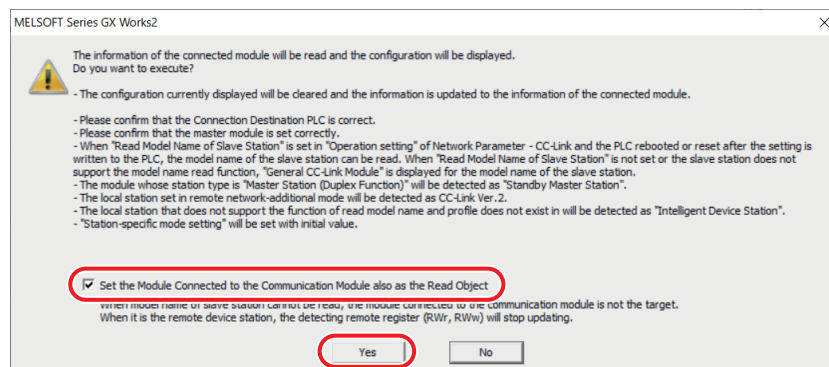 MELSOFT Series GX Works2
The information of the connected module will be read and the configuration will be displayed.
Do you want to execute?
- The configuration currently displayed will be cleared and the information is updated to the information of the connected module.
- Please confirm that the Connection Destination PLC is correct.
- Please confirm that the master module is set correctly.
- When "Read Model Name of Slave Station" is set in "Operation setting" of Network Parameter - CC-Link and the PLC rebooted or reset after the setting is
written to the PLC, the model name of the slave station can be read. When "Read Model Name of Slave Station" is not set or the slave station does not
support the model name read function, "General CC-Link Module" is displayed for the model name of the slave station.
- The module whose station type is "Master Station (Duplex Function)" will be detected as "Standby Master Station".
- The local station set in remote network-additional mode will be detected as CC-Link Ver.2.
- The local station that does not support the function of read model name and profile does not exist in will be detected as "Intelligent Device Station".
- "Station-specific mode setting" will be set with initial value.
Set the Module Connected to the Communication Module also as the Read Object
When model name of slave station cannot be read, the module connected to the communication module is not the target.
When it is the remote device station, the detecting remote register (RWr, RWw) will stop updating.
Yes No